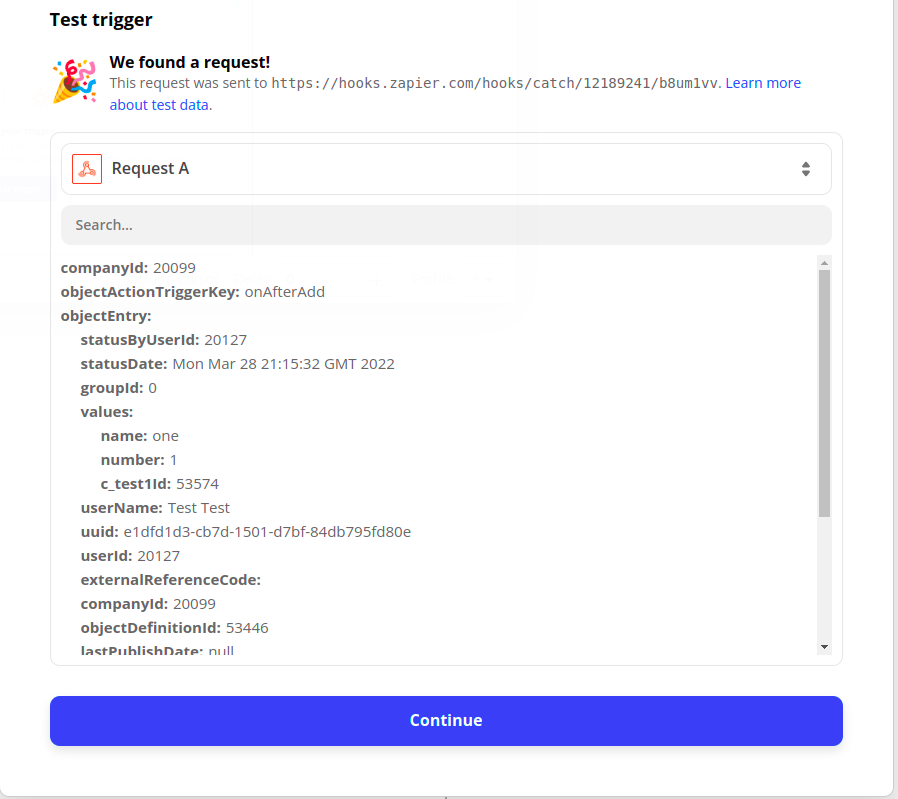 Test trigger
We found a request!
This request was sent to https://hooks.zapier.com/hooks/catch/12189241/b8um1vv. Learn more
about test data.
Request A
Search...
companyId: 20099
objectActionTriggerKey: onAfterAdd
objectEntry:
statusByUserId: 20127
statusDate: Mon Mar 28 21:15:32 GMT 2022
groupId: 0
values:
name: one
number: 1
c_test1Id: 53574
userName: Test Test
uuid: e1dfd1d3-cb7d-1501-d7bf-84db795fd80e
userId: 20127
externalReferenceCode:
companyId: 20099
objectDefinitionId: 53446
lastPublishDate: null
Continue